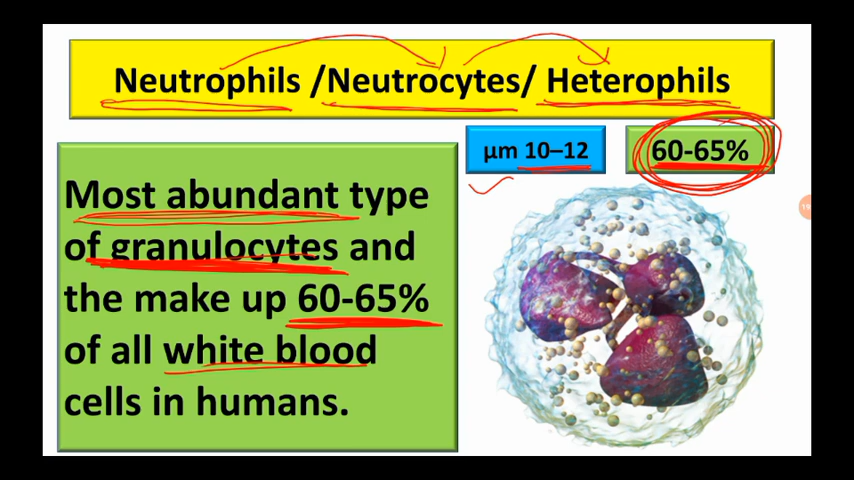 Neutrophils /Neutrocytes/ Heterophils
µm 10–12
60-65%
Most abundant type
of granulocytes and
the make up 60-65%
of all white blood
cells in humans.